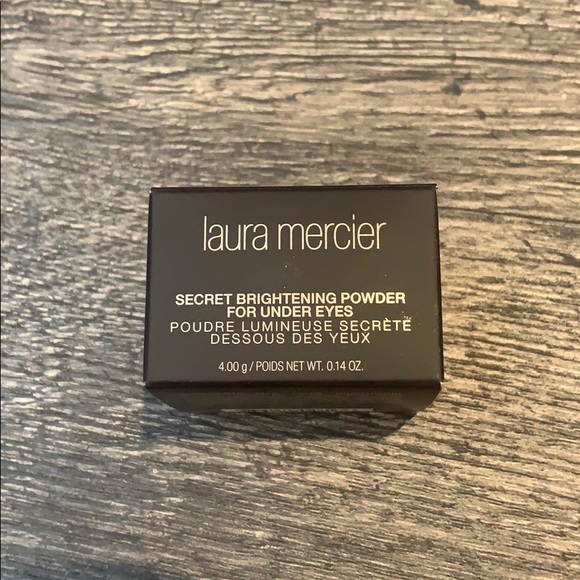 laura mercier
SECRET BRIGHTENING POWDER
FOR UNDER EYES
POUDRE LUMINEUSE SECRÈTE
DESSOUS DES YEUX
4.00 g / POIDS NET WT. 0.14 OZ.